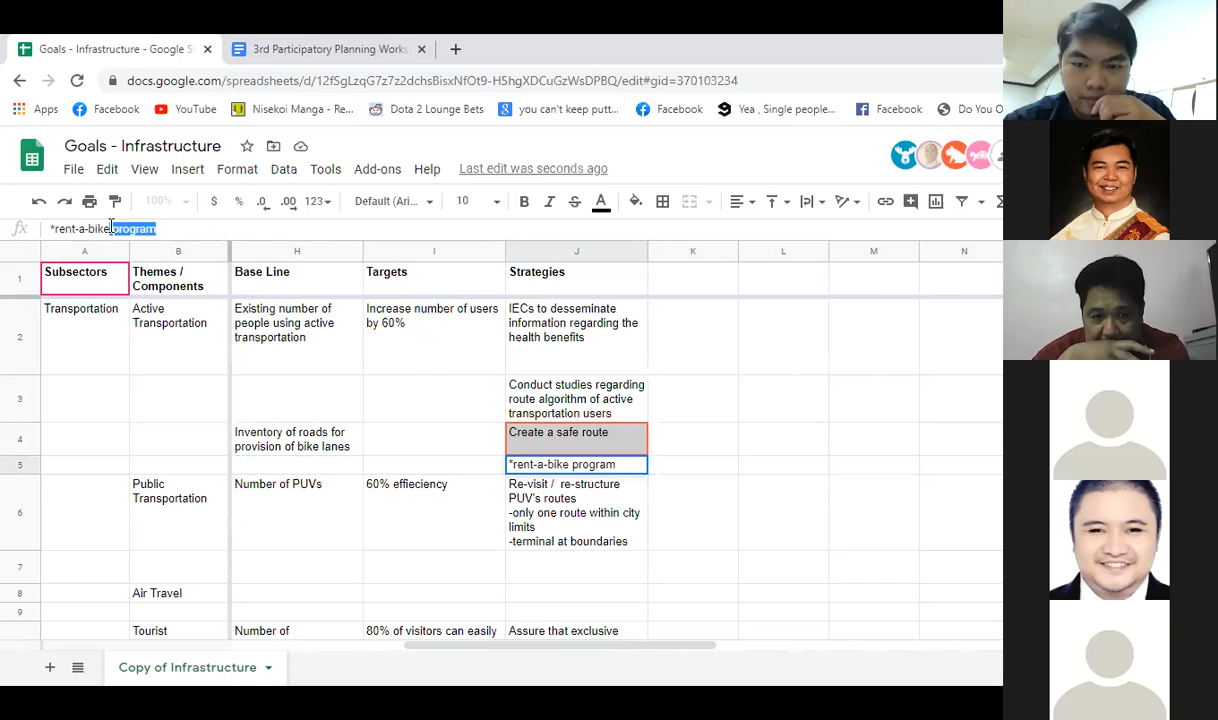 Goals - Infrastructure - Google S
3rd Participatory Planning Works
docs.google.com/spreadsheets/d/12fSgLzqG7z7z2dchsBisxNfOt9-H5hgXDCuGzWsDPBQ/edit#gid=370103234
Apps Facebook YouTube Nisekoi Manga - Re... Dota 2 Lounge Bets you can't keep putt... Facebook Yea , Single people... Facebook Do You O
Goals - Infrastructure
File Edit View Insert Format Data Tools Add-ons Help Last edit was seconds ago
100% $ % .0 .00 123 Default (Ari... 10 B I S A
fx *rent-a-bike program
A B H I J K L M N
1 Subsectors
Themes /
Components
Base Line
Targets
Strategies
2 Transportation
Active
Transportation
Existing number of
people using active
transportation
Increase number of users
by 60%
IECs to desseminate
information regarding the
health benefits
3
Conduct studies regarding
route algorithm of active
transportation users
4
Inventory of roads for
provision of bike lanes
Create a safe route
5
*rent-a-bike program
6
Public
Transportation
Number of PUVs
60% effieciency
Re-visit / re-structure
PUV's routes
-only one route within city
limits
-terminal at boundaries
7
8 Air Travel
9
Tourist
Number of
80% of visitors can easily
Assure that exclusive
Copy of Infrastructure